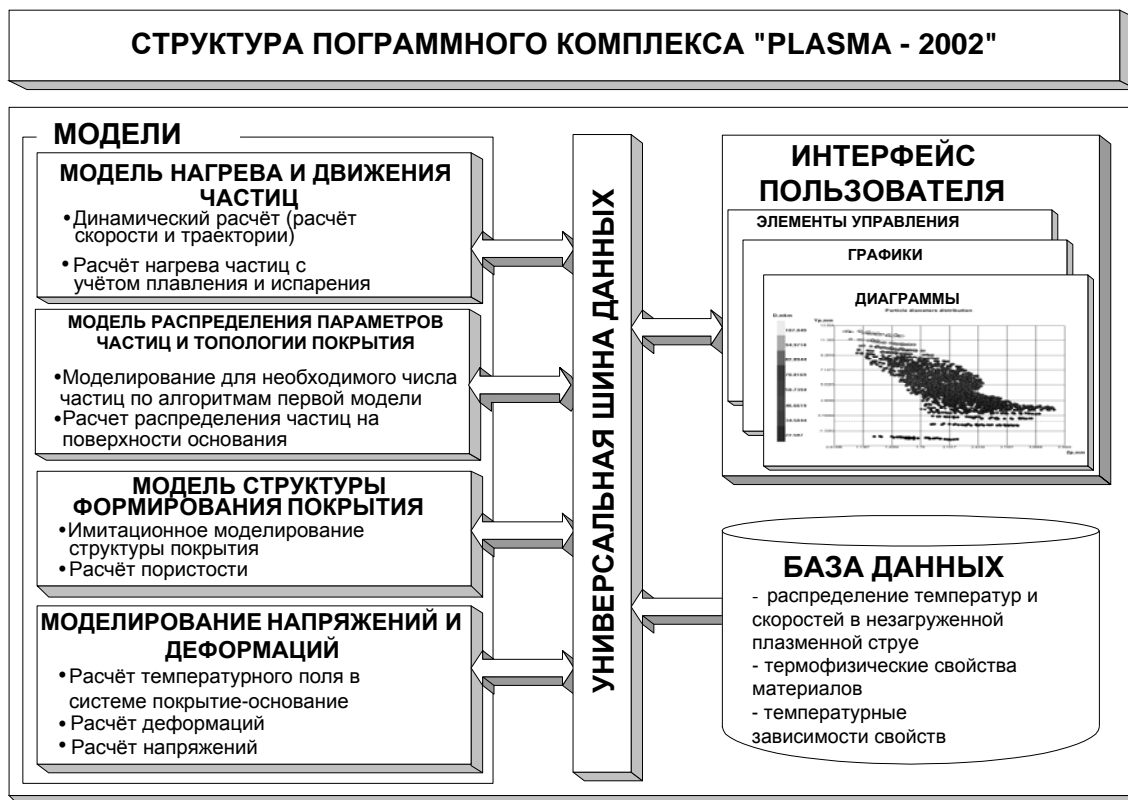 СТРУКТУРА ПОГРАММНОГО КОМПЛЕКСА "PLASMA - 2002"
МОДЕЛИ
МОДЕЛЬ НАГРЕВА И ДВИЖЕНИЯ
ЧАСТИЦ
•Динамический расчёт (расчёт
скорости и траектории)
•Расчёт нагрева частиц с
учётом плавления и испарения
МОДЕЛЬ РАСПРЕДЕЛЕНИЯ ПАРАМЕТРОВ
ЧАСТИЦ И ТОПОЛОГИИ ПОКРЫТИЯ
•Моделирование для необходимого числа
частиц по алгоритмам первой модели
•Расчет распределения частиц на
поверхности основания
МОДЕЛЬ СТРУКТУРЫ
ФОРМИРОВАНИЯ ПОКРЫТИЯ
•Имитационное моделирование
структуры покрытия
•Расчёт пористости
МОДЕЛИРОВАНИЕ НАПРЯЖЕНИЙ И
ДЕФОРМАЦИЙ
•Расчёт температурного поля в
системе покрытие-основание
•Расчёт деформаций
•Расчёт напряжений
УНИВЕРСАЛЬНАЯ ШИНА ДАННЫХ
ИНТЕРФЕЙС
ПОЛЬЗОВАТЕЛЯ
ЭЛЕМЕНТЫ УПРАВЛЕНИЯ
ГРАФИКИ
ДИАГРАММЫ
Particle diameters distribution
БАЗА ДАННЫХ
- распределение температур и
скоростей в незагруженной
плазменной струе
- термофизические свойства
материалов
- температурные
зависимости свойств